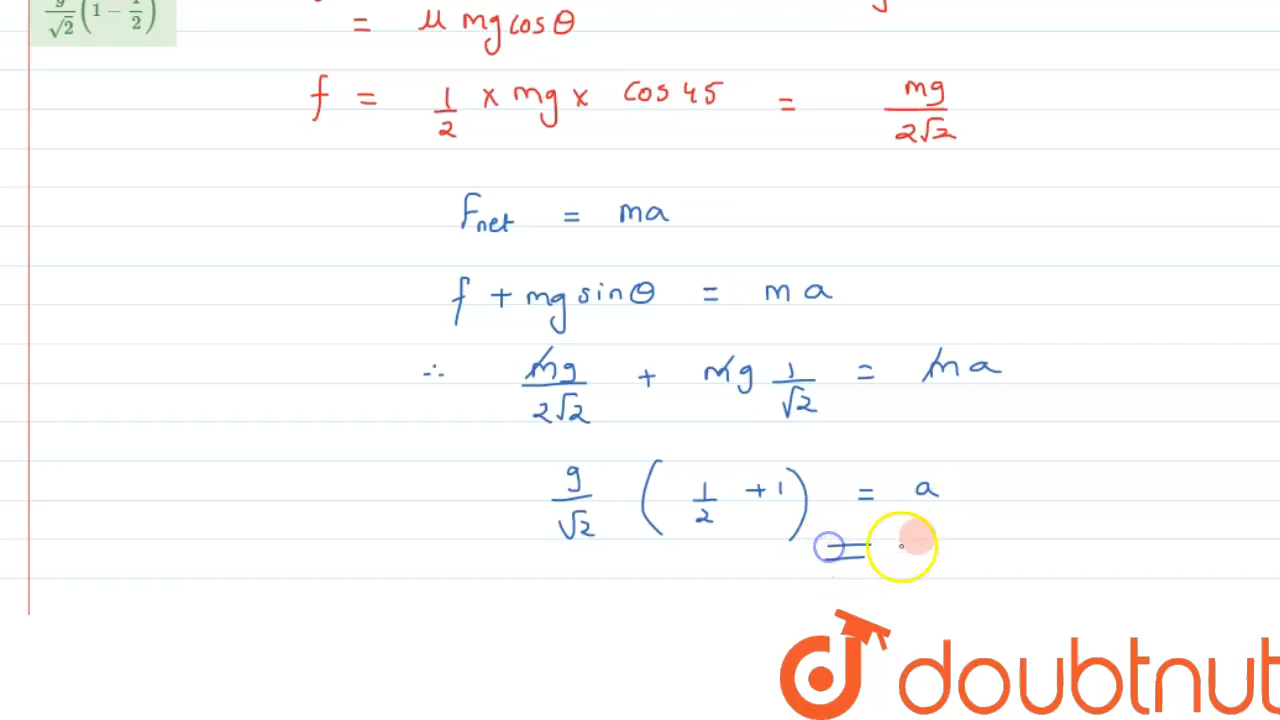 g/√2 (1 − 1/2)
= μ mg cos θ
f = 1/2 × mg × cos 45 = mg/2√2
Fnet = ma
f + mg sin θ = ma
∴ mg/2√2 + mg 1/√2 = ma
g/√2 (1/2 + 1) = a
=
doubtnut